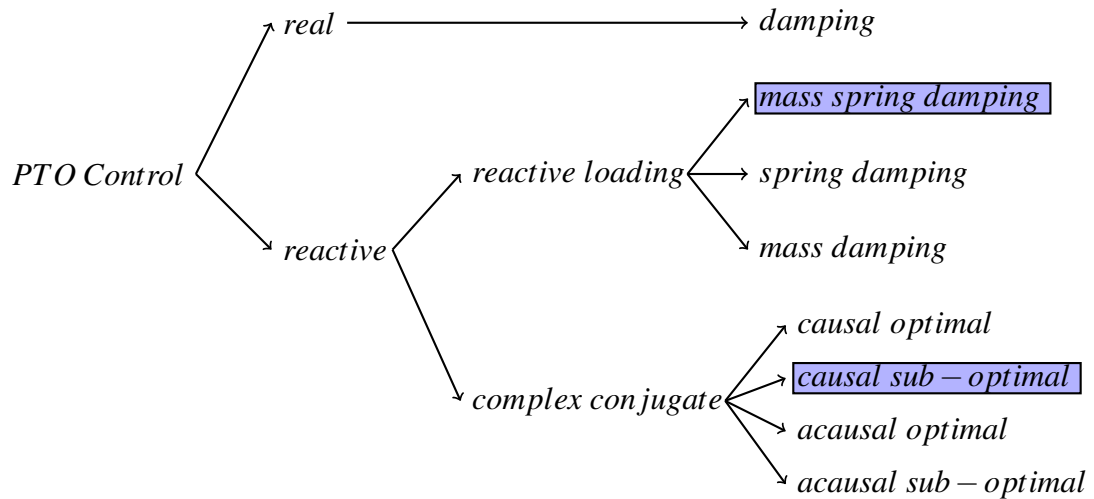 real
damping
mass spring damping
PTO Control
reactive loading
spring damping
reactive
mass damping
causal optimal
causal sub − optimal
complex conjugate
acausal optimal
acausal sub − optimal